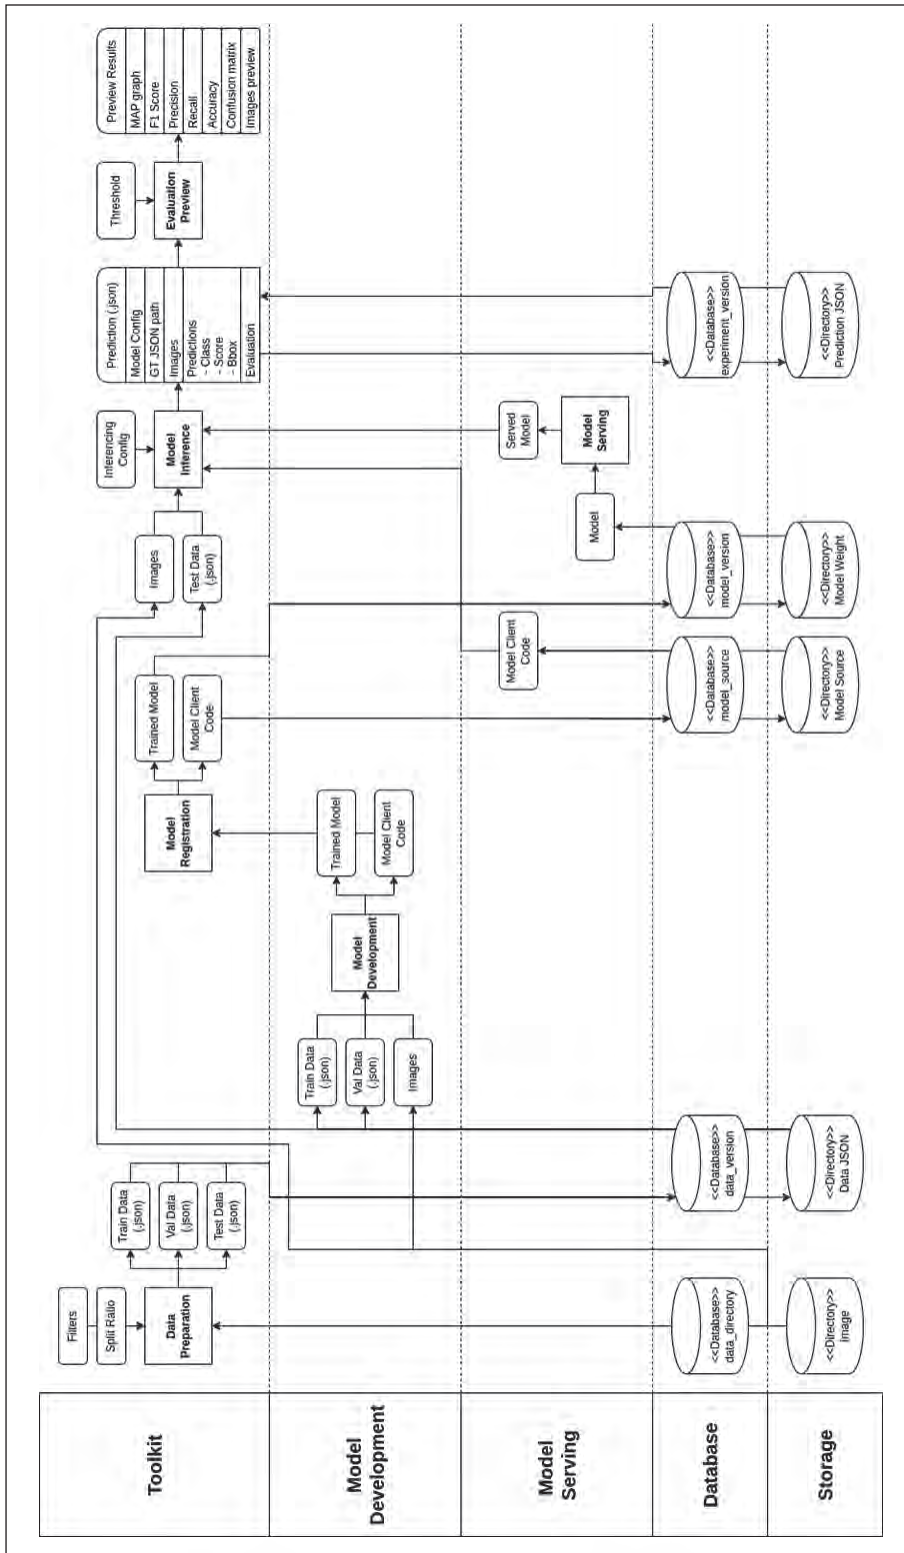 Toolkit
Filters
Split Ratio
Data
Preparation
Train Data
(.json)
Val Data
(.json)
Test Data
(.json)
Model
Registration
Trained Model
Model Client
Code
Images
Test Data
(.json)
Inferencing
Config
Model
Inference
Prediction (.json)
Model Config
GT JSON path
Images
Predictions
- Class
- Score
- Bbox
Evaluation
Threshold
Evaluation
Preview
Preview Results
MAP graph
F1 Score
Precision
Recall
Accuracy
Confusion matrix
Images preview
Model
Development
Train Data
(.json)
Val Data
(.json)
Images
Model
Development
Trained Model
Model Client
Code
Model
Serving
Model Client
Code
Model
Served
Model
Model
Serving
Database
<<Database>>
data_directory
<<Database>>
data_version
<<Database>>
model_source
<<Database>>
model_version
<<Database>>
experiment_version
Storage
<<Directory>>
image
<<Directory>>
Data JSON
<<Directory>>
Model Source
<<Directory>>
Model Weight
<<Directory>>
Prediction JSON